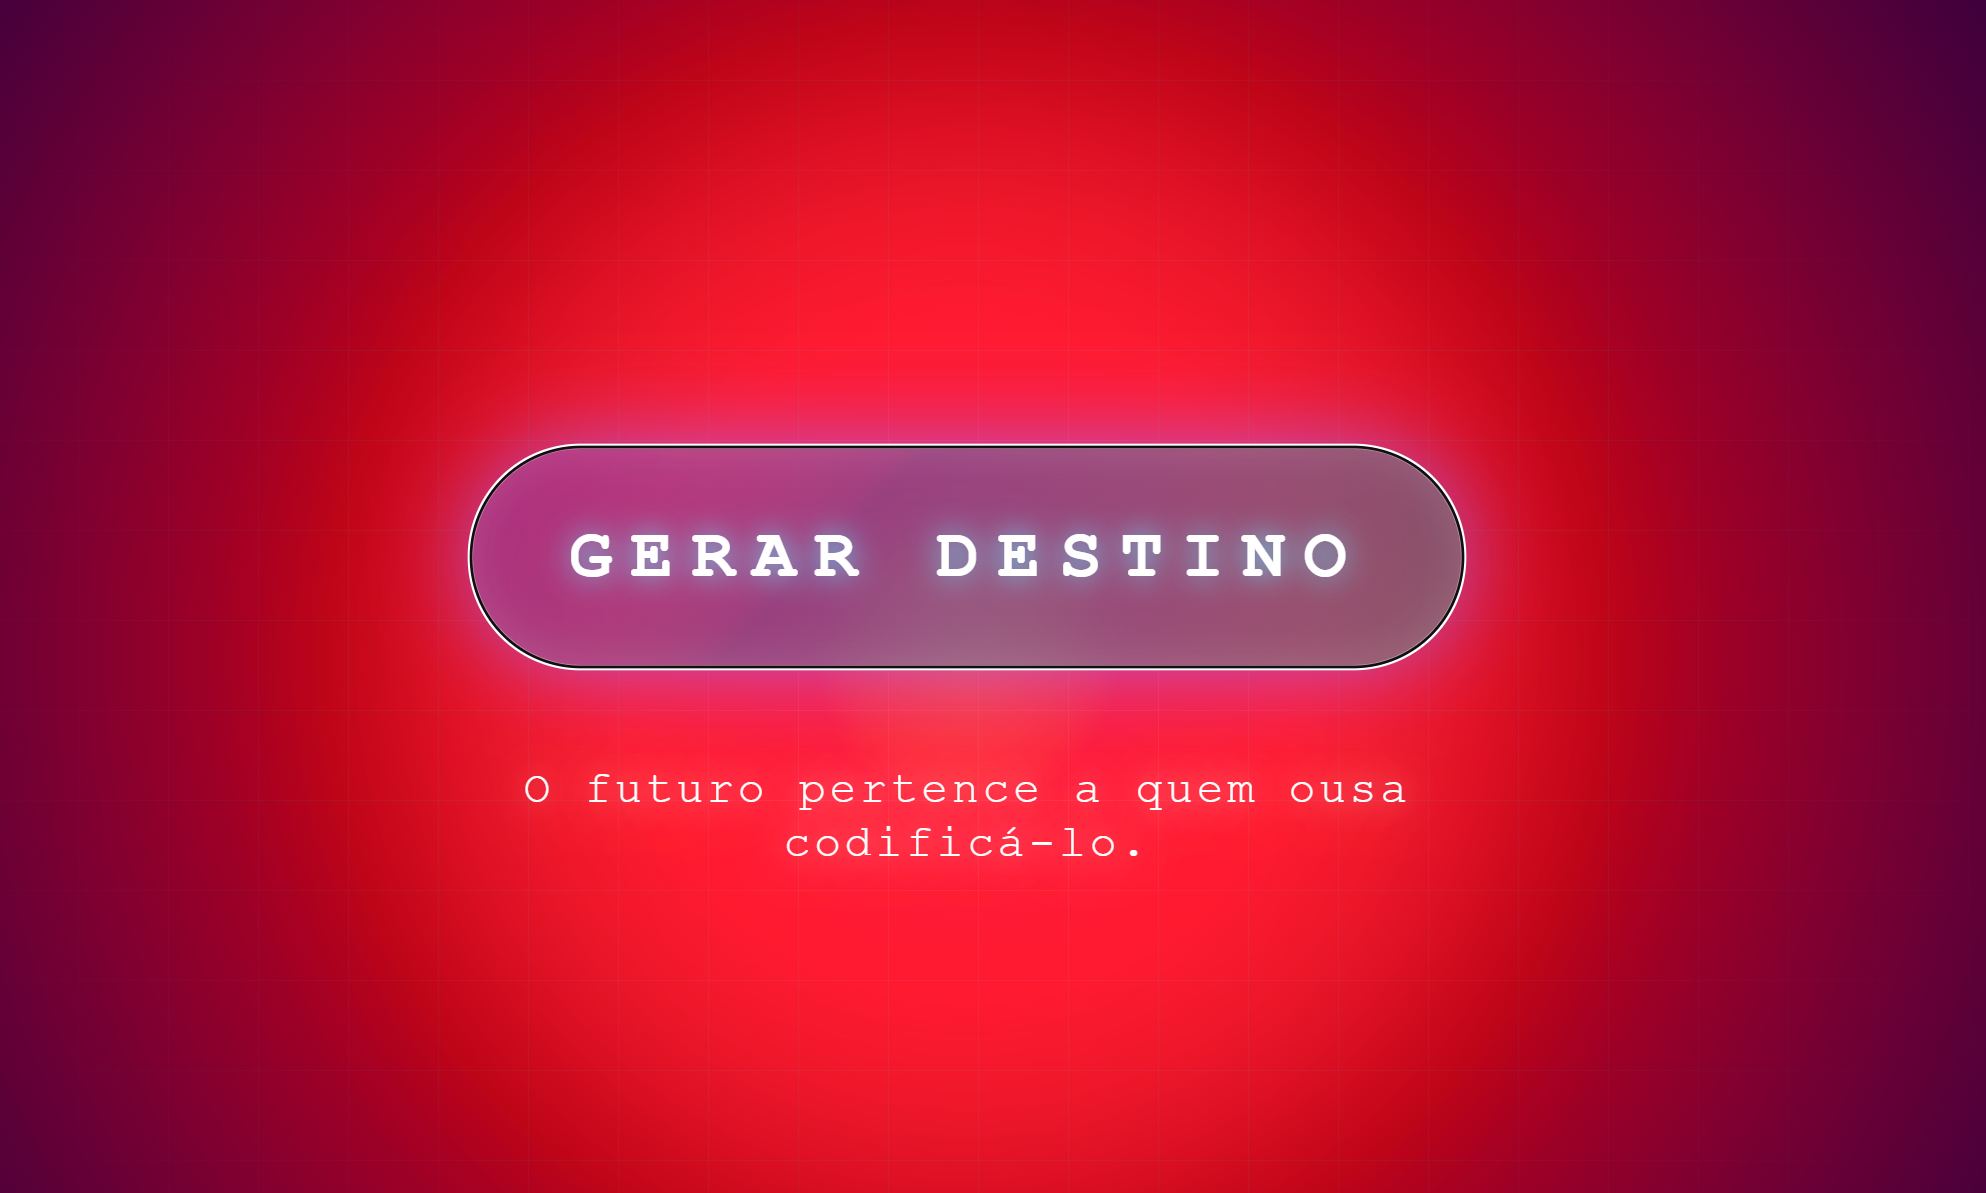 GERAR DESTINO
O futuro pertence a quem ousa
codificá-lo.